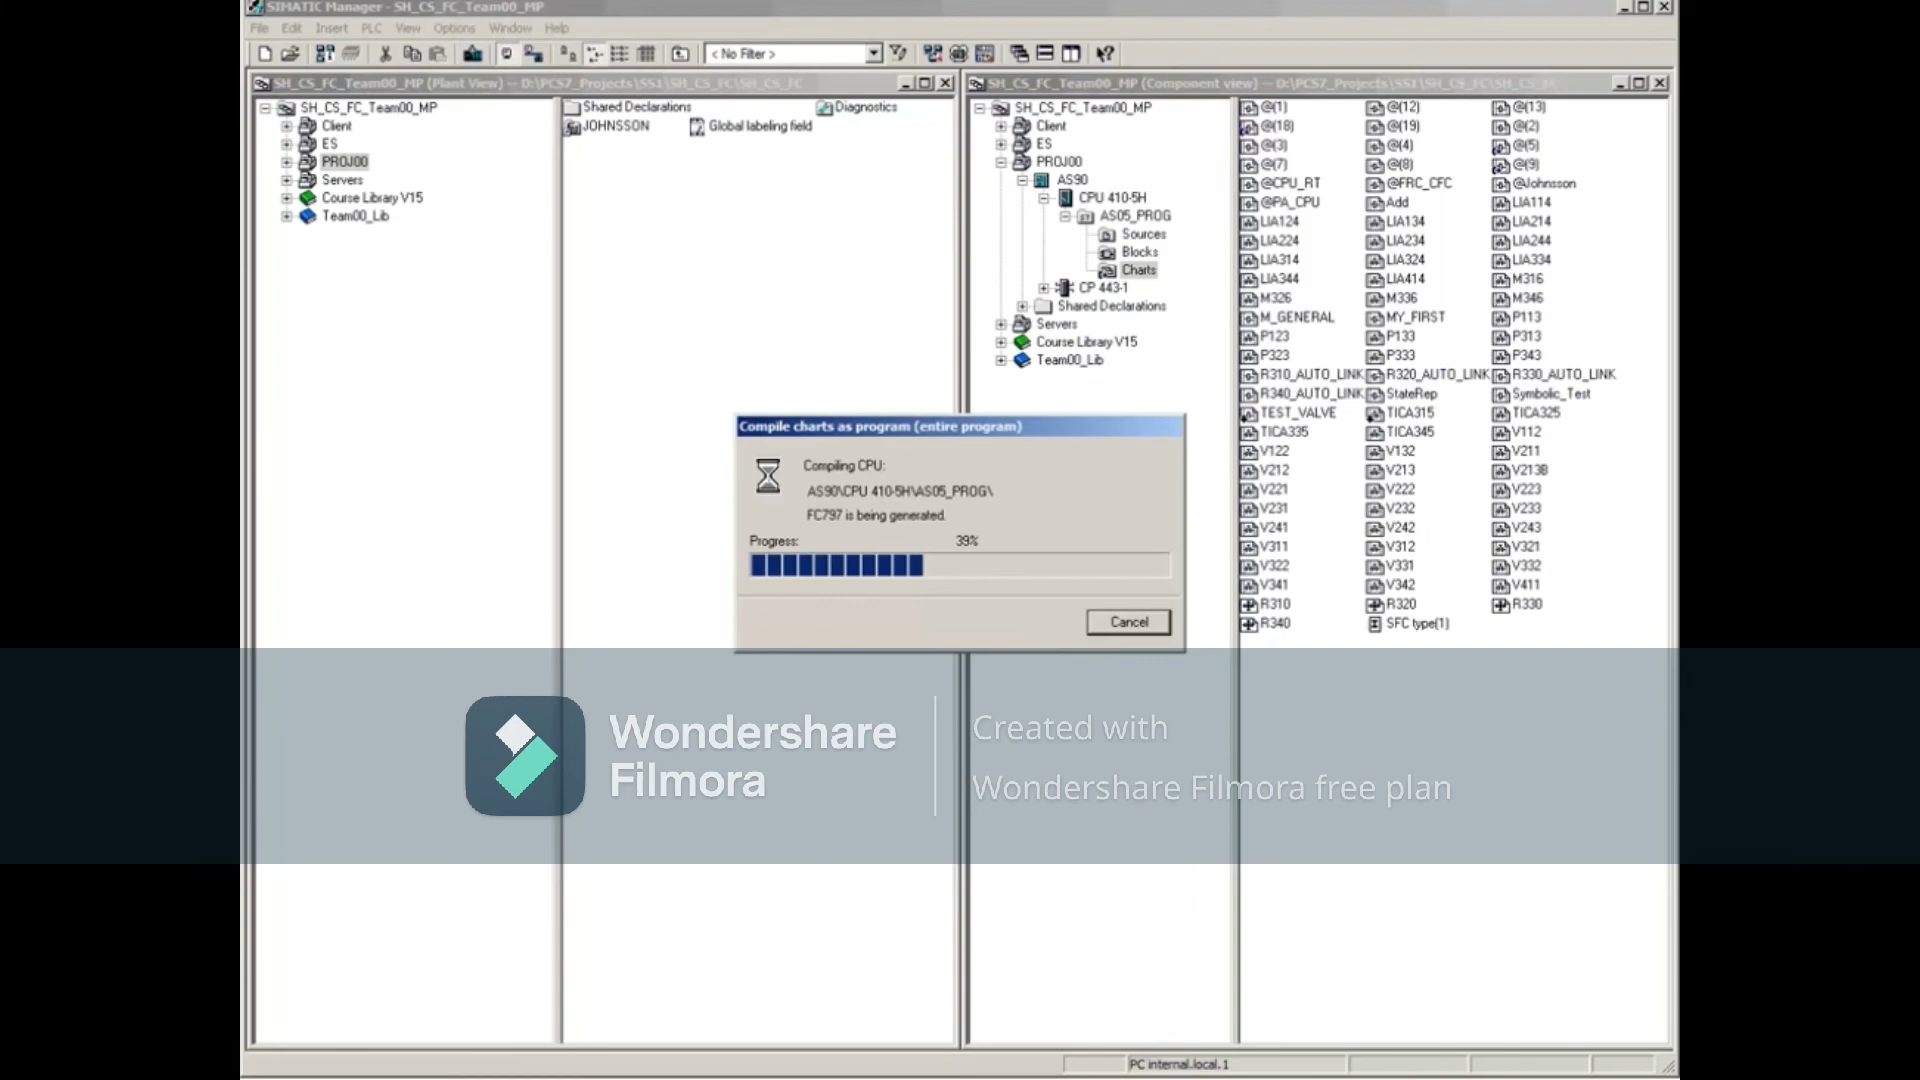 SIMATIC Manager - SH_CS_FC_Team00_MP
File Edit Insert PLC View Options Window Help
< No Filter >
SH_CS_FC_Team00_MP (Plant View) -- D:\PCS7_Projects\SS1\SH_CS_FC\SH_CS_FC
SH_CS_FC_Team00_MP
Client
ES
PROJ00
Servers
Course Library V15
Team00_Lib
Shared Declarations Diagnostics
JOHNSSON Global labeling field
SH_CS_FC_Team00_MP (Component view) -- D:\PCS7_Projects\SS1\SH_CS_FC\SH_CS_
SH_CS_FC_Team00_MP
Client
ES
PROJ00
AS90
CPU 410-5H
AS05_PROG
Sources
Blocks
Charts
CP 443-1
Shared Declarations
Servers
Course Library V15
Team00_Lib
@(1) @(12) @(13)
@(18) @(19) @(2)
@(3) @(4) @(5)
@(7) @(8) @(9)
@CPU_RT @FRC_CFC @Johnsson
@PA_CPU Add LIA114
LIA124 LIA134 LIA214
LIA224 LIA234 LIA244
LIA314 LIA324 LIA334
LIA344 LIA414 M316
M326 M336 M346
M_GENERAL MY_FIRST P113
P123 P133 P313
P323 P333 P343
R310_AUTO_LINK R320_AUTO_LINK R330_AUTO_LINK
R340_AUTO_LINK StateRep Symbolic_Test
TEST_VALVE TICA315 TICA325
TICA335 TICA345 V112
V122 V132 V211
V212 V213 V213B
V221 V222 V223
V231 V232 V233
V241 V242 V243
V311 V312 V321
V322 V331 V332
V341 V342 V411
R310 R320 R330
R340 SFC type(1)
Compile charts as program (entire program)
Compiling CPU:
AS90\CPU 410-5H\AS05_PROG\
FC797 is being generated.
Progress: 39%
Cancel
Wondershare
Filmora
Created with
Wondershare Filmora free plan
PC internal.local.1